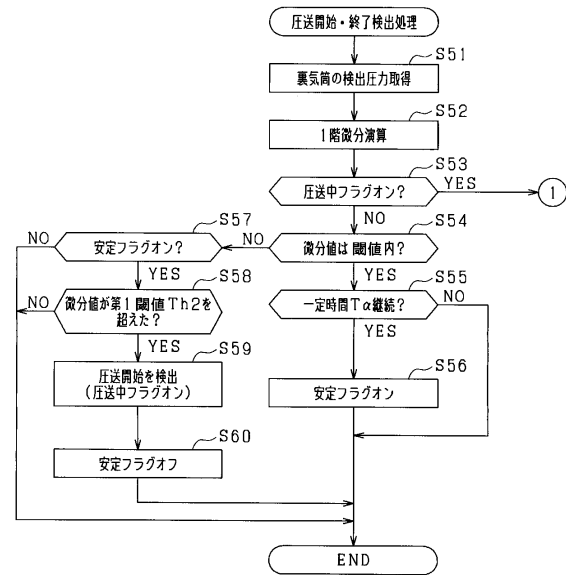 圧送開始・終了検出処理
S51
裏気筒の検出圧力取得
S52
1階微分演算
S53
圧送中フラグオン?
YES
1
NO
S54
微分値は閾値内?
NO
YES
S57
安定フラグオン?
NO
YES
S55
一定時間Tα継続?
NO
YES
S58
微分値が第1閾値Th2を
超えた?
NO
YES
S56
安定フラグオン
S59
圧送開始を検出
(圧送中フラグオン)
S60
安定フラグオフ
END